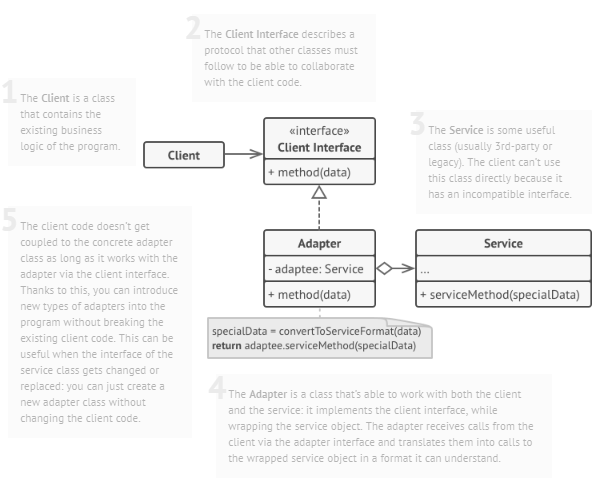 1
The Client is a class
that contains the
existing business
logic of the program.
2
The Client Interface describes a
protocol that other classes must
follow to be able to collaborate
with the client code.
3
The Service is some useful
class (usually 3rd-party or
legacy). The client can't use
this class directly because it
has an incompatible interface.
Client
«interface»
Client Interface
+ method(data)
Adapter
- adaptee: Service
+ method(data)
Service
...
+ serviceMethod(specialData)
specialData = convertToServiceFormat(data)
return adaptee.serviceMethod(specialData)
5
The client code doesn't get
coupled to the concrete adapter
class as long as it works with the
adapter via the client interface.
Thanks to this, you can introduce
new types of adapters into the
program without breaking the
existing client code. This can be
useful when the interface of the
service class gets changed or
replaced: you can just create a
new adapter class without
changing the client code.
4
The Adapter is a class that's able to work with both the client
and the service: it implements the client interface, while
wrapping the service object. The adapter receives calls from the
client via the adapter interface and translates them into calls to
the wrapped service object in a format it can understand.